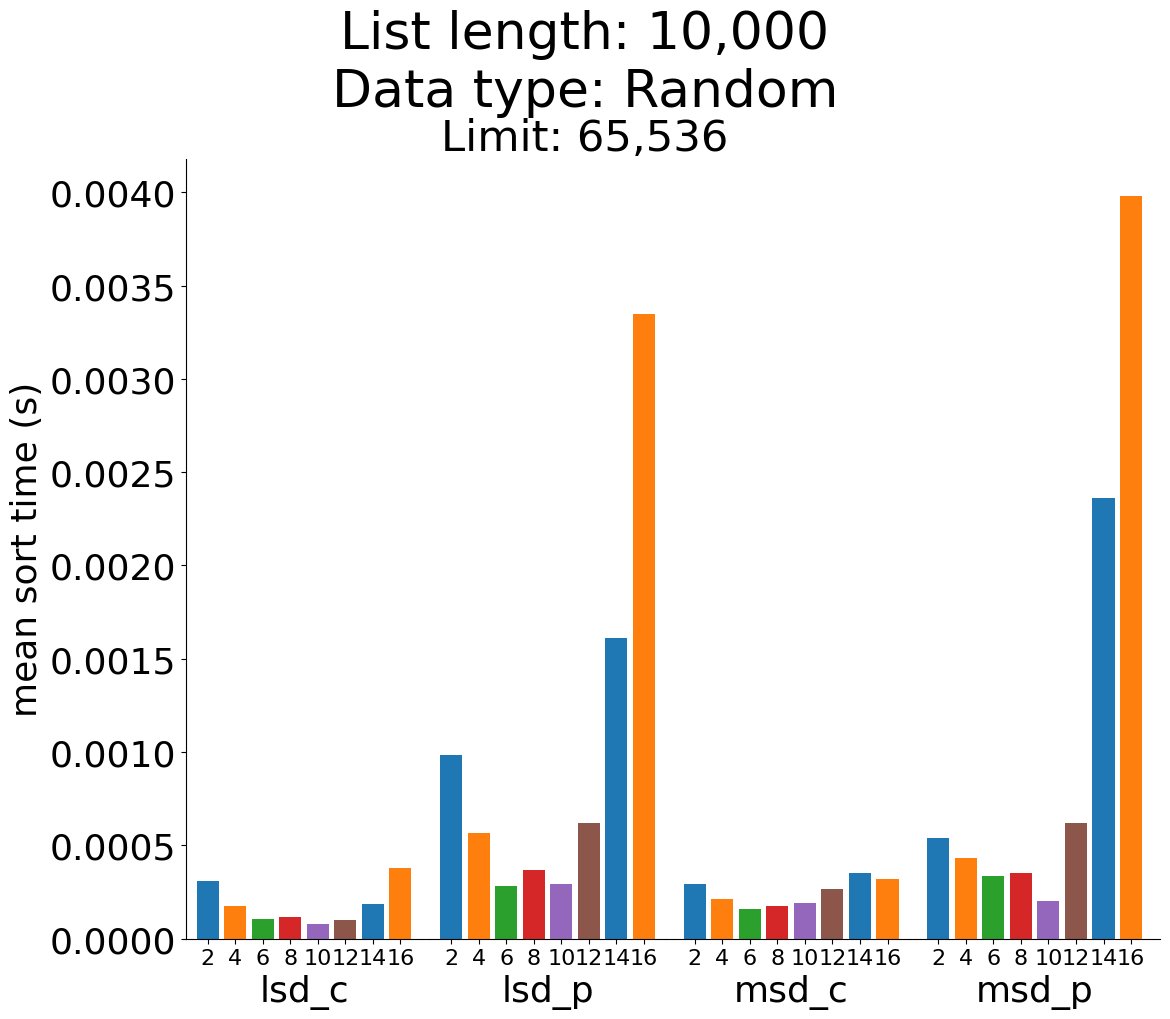 List length: 10,000
Data type: Random
Limit: 65,536
mean sort time (s)
0.0040
0.0035
0.0030
0.0025
0.0020
0.0015
0.0010
0.0005
0.0000
2 4 6 8 10 12 14 16 2 4 6 8 10 12 14 16 2 4 6 8 10 12 14 16 2 4 6 8 10 12 14 16
lsd_c lsd_p msd_c msd_p